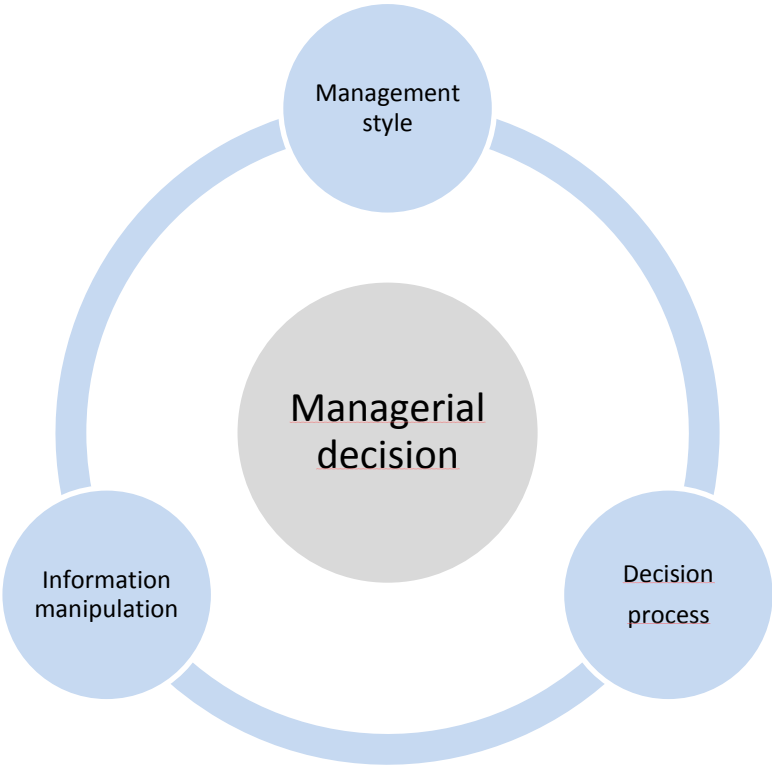 Management
style
Managerial
decision
Information
manipulation
Decision
process